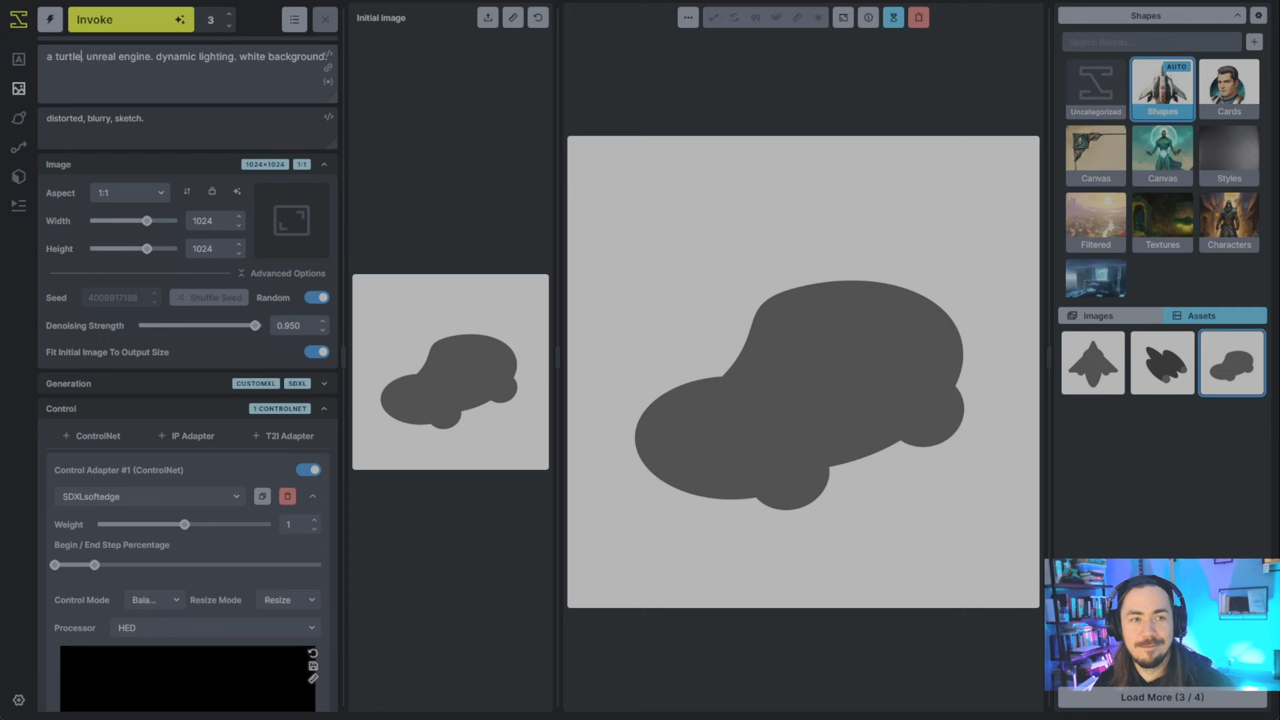 Invoke
3
Initial image
Shapes
a turtle, unreal engine. dynamic lighting. white background.
Search Boards...
AUTO
Uncategorized
Shapes
Cards
distorted, blurry, sketch.
Image
1024×1024
1:1
Canvas
Canvas
Styles
Aspect
1:1
Width
1024
Height
1024
Filtered
Textures
Characters
Advanced Options
Seed
4008917188
Shuffle Seed
Random
Denoising Strength
0.950
Images
Assets
Fit Initial Image To Output Size
Generation
CUSTOMXL
SDXL
Control
1 CONTROLNET
+ ControlNet
+ IP Adapter
+ T2I Adapter
Control Adapter #1 (ControlNet)
SDXLsoftedge
Weight
1
Begin / End Step Percentage
Control Mode
Bala...
Resize Mode
Resize
Processor
HED
Load More (3 / 4)